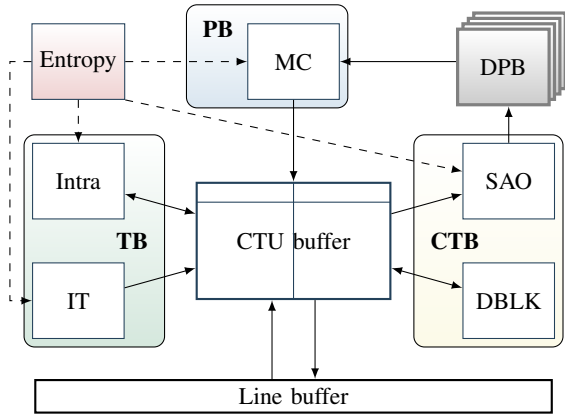 PB
Entropy
MC
DPB
Intra
SAO
TB
CTU buffer
CTB
IT
DBLK
Line buffer